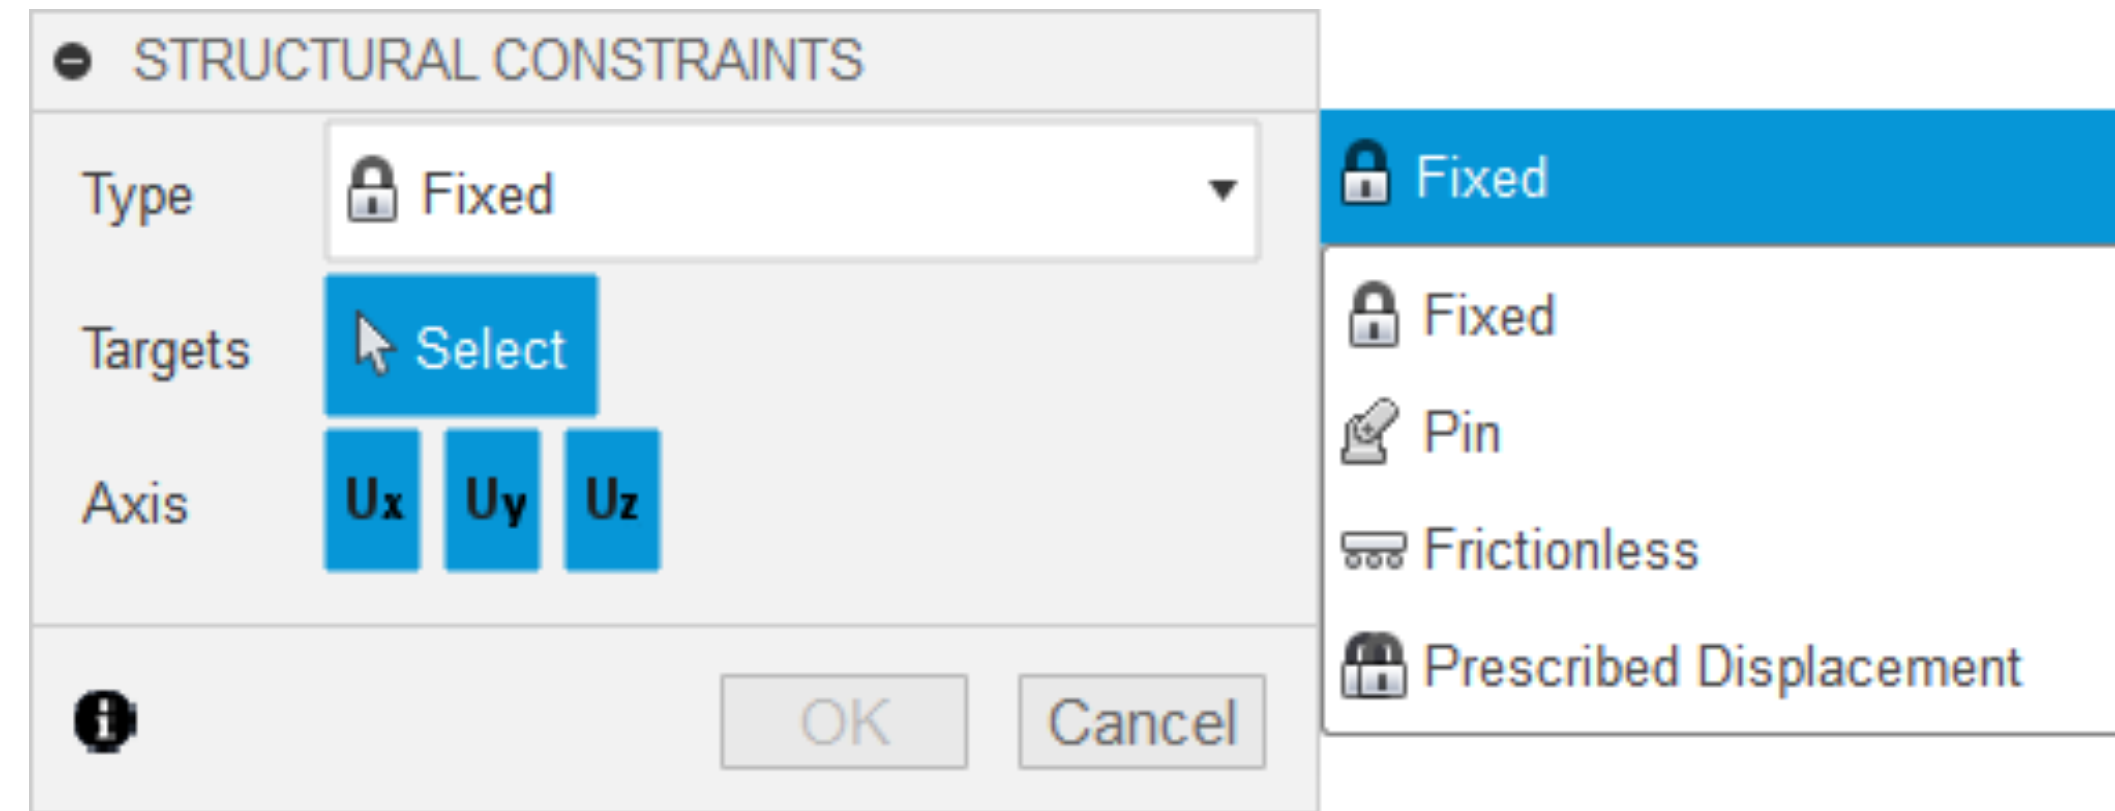 STRUCTURAL CONSTRAINTS
Type Fixed
Targets Select
Axis Ux Uy Uz
OK Cancel
Fixed
Fixed
Pin
Frictionless
Prescribed Displacement